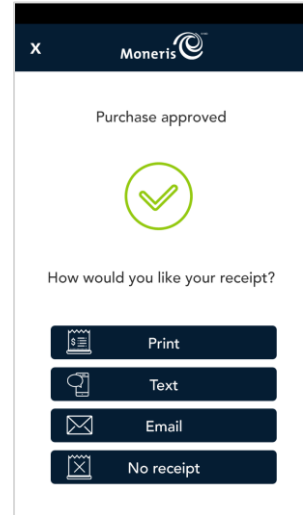 X
Moneris
Purchase approved
How would you like your receipt?
Print
Text
Email
No receipt